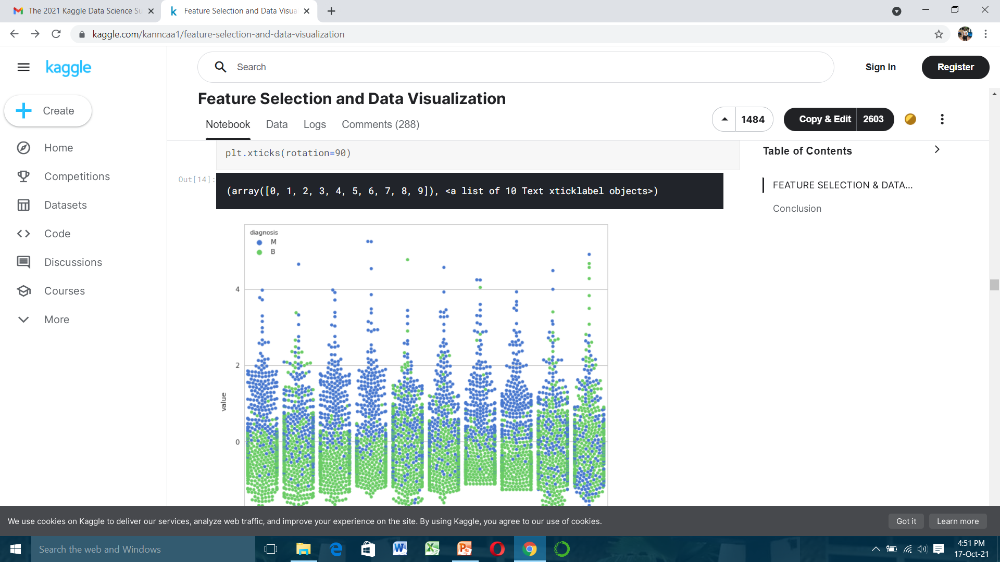 The 2021 Kaggle Data Science Su
Feature Selection and Data Visua
kaggle.com/kanncaa1/feature-selection-and-data-visualization
kaggle
Search
Sign In
Register
Create
Home
Competitions
Datasets
Code
Discussions
Courses
More
Feature Selection and Data Visualization
Notebook Data Logs Comments (288)
1484
Copy & Edit 2603
plt.xticks(rotation=90)
Out[14]:
(array([0, 1, 2, 3, 4, 5, 6, 7, 8, 9]), <a list of 10 Text xticklabel objects>)
diagnosis
M
B
4
2
0
value
Table of Contents
FEATURE SELECTION & DATA...
Conclusion
We use cookies on Kaggle to deliver our services, analyze web traffic, and improve your experience on the site. By using Kaggle, you agree to our use of cookies.
Got it
Learn more
Search the web and Windows
4:51 PM
17-Oct-21